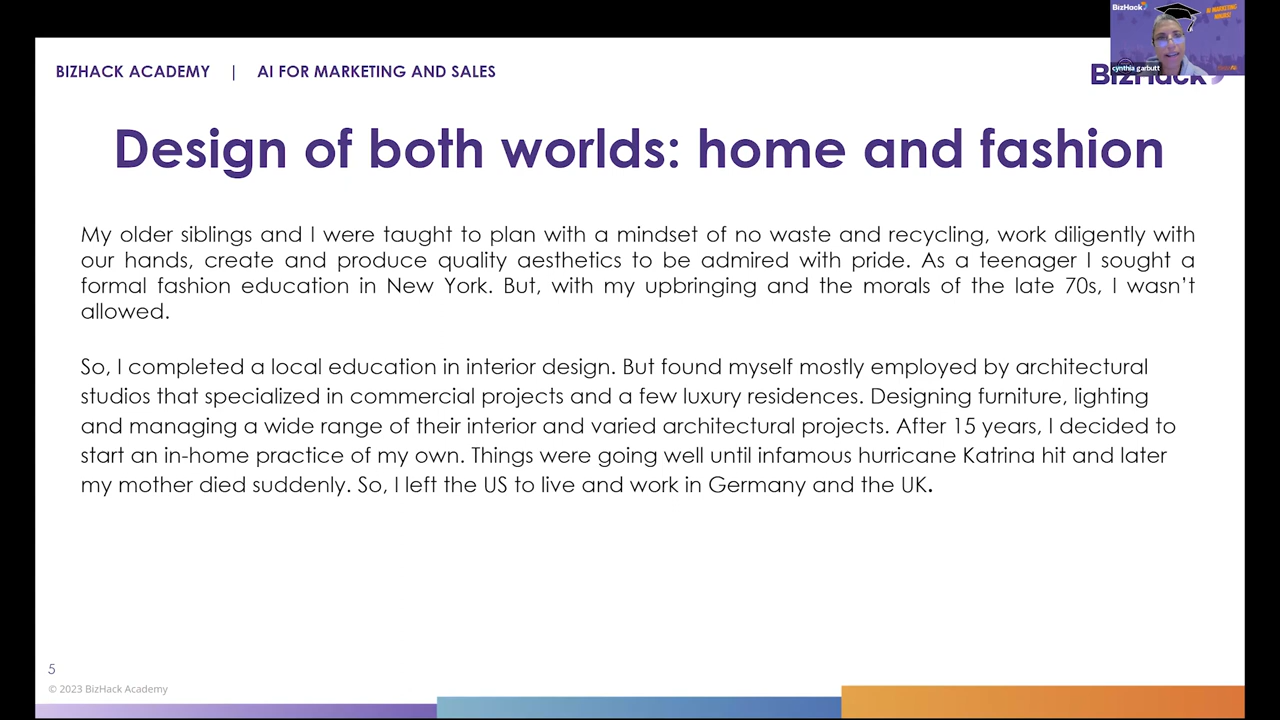 BizHack
AI MARKETING
cynthia garbutt
BIZHACK ACADEMY | AI FOR MARKETING AND SALES
BizHack
Design of both worlds: home and fashion
My older siblings and I were taught to plan with a mindset of no waste and recycling, work diligently with
our hands, create and produce quality aesthetics to be admired with pride. As a teenager I sought a
formal fashion education in New York. But, with my upbringing and the morals of the late 70s, I wasn’t
allowed.
So, I completed a local education in interior design. But found myself mostly employed by architectural
studios that specialized in commercial projects and a few luxury residences. Designing furniture, lighting
and managing a wide range of their interior and varied architectural projects. After 15 years, I decided to
start an in-home practice of my own. Things were going well until infamous hurricane Katrina hit and later
my mother died suddenly. So, I left the US to live and work in Germany and the UK.
5
© 2023 BizHack Academy